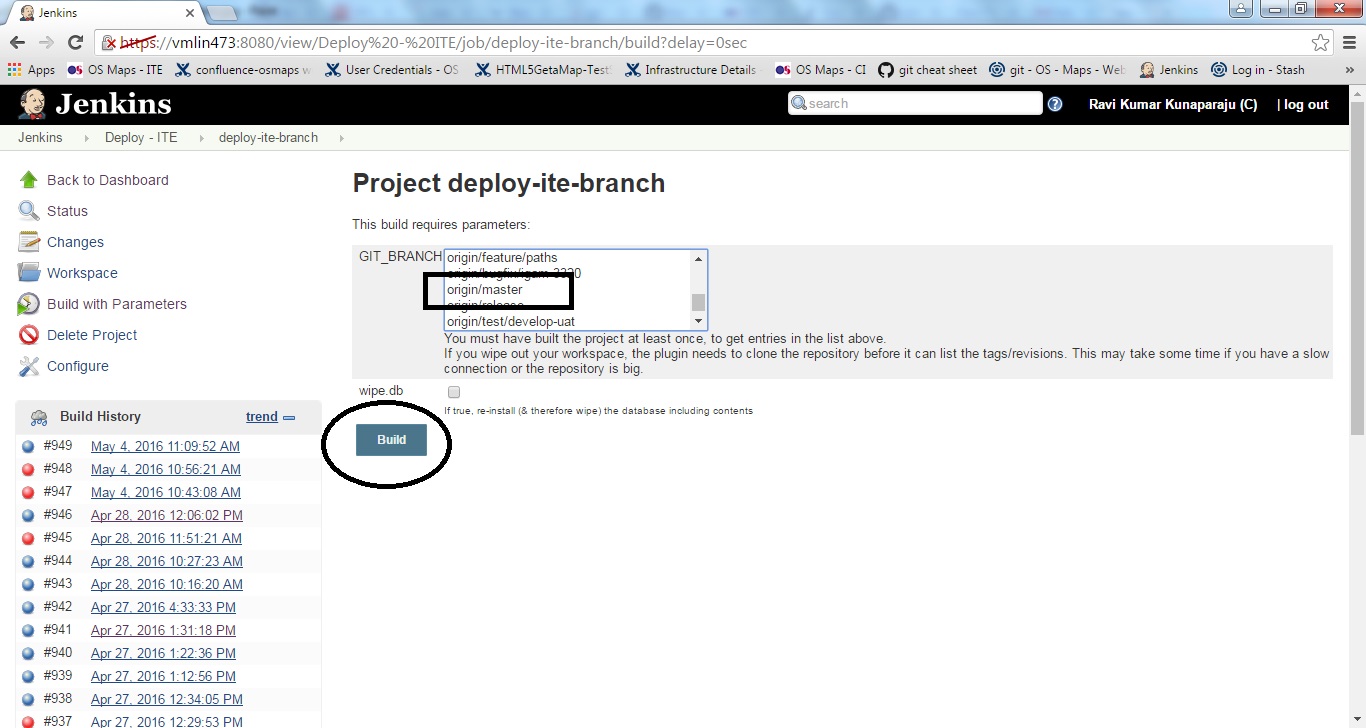 Jenkins
https://vmlin473:8080/view/Deploy%20-%20ITE/job/deploy-ite-branch/build?delay=0sec
Apps OS Maps - ITE confluence-osmaps User Credentials - OS HTML5GetaMap-Test Infrastructure Details OS Maps - CI git cheat sheet git - OS - Maps - Web Jenkins Log in - Stash »
Jenkins
search
Ravi Kumar Kunaparaju (C) | log out
Jenkins Deploy - ITE deploy-ite-branch
Back to Dashboard
Status
Changes
Workspace
Build with Parameters
Delete Project
Configure
Build History trend
#949 May 4, 2016 11:09:52 AM
#948 May 4, 2016 10:56:21 AM
#947 May 4, 2016 10:43:08 AM
#946 Apr 28, 2016 12:06:02 PM
#945 Apr 28, 2016 11:51:21 AM
#944 Apr 28, 2016 10:27:23 AM
#943 Apr 28, 2016 10:16:20 AM
#942 Apr 27, 2016 4:33:33 PM
#941 Apr 27, 2016 1:31:18 PM
#940 Apr 27, 2016 1:22:36 PM
#939 Apr 27, 2016 1:12:56 PM
#938 Apr 27, 2016 12:34:05 PM
#937 Apr 27, 2016 12:29:53 PM
Project deploy-ite-branch
This build requires parameters:
GIT_BRANCH
origin/feature/paths
origin/master
origin/release
origin/test/develop-uat
You must have built the project at least once, to get entries in the list above.
If you wipe out your workspace, the plugin needs to clone the repository before it can list the tags/revisions. This may take some time if you have a slow
connection or the repository is big.
wipe.db
If true, re-install (& therefore wipe) the database including contents
Build